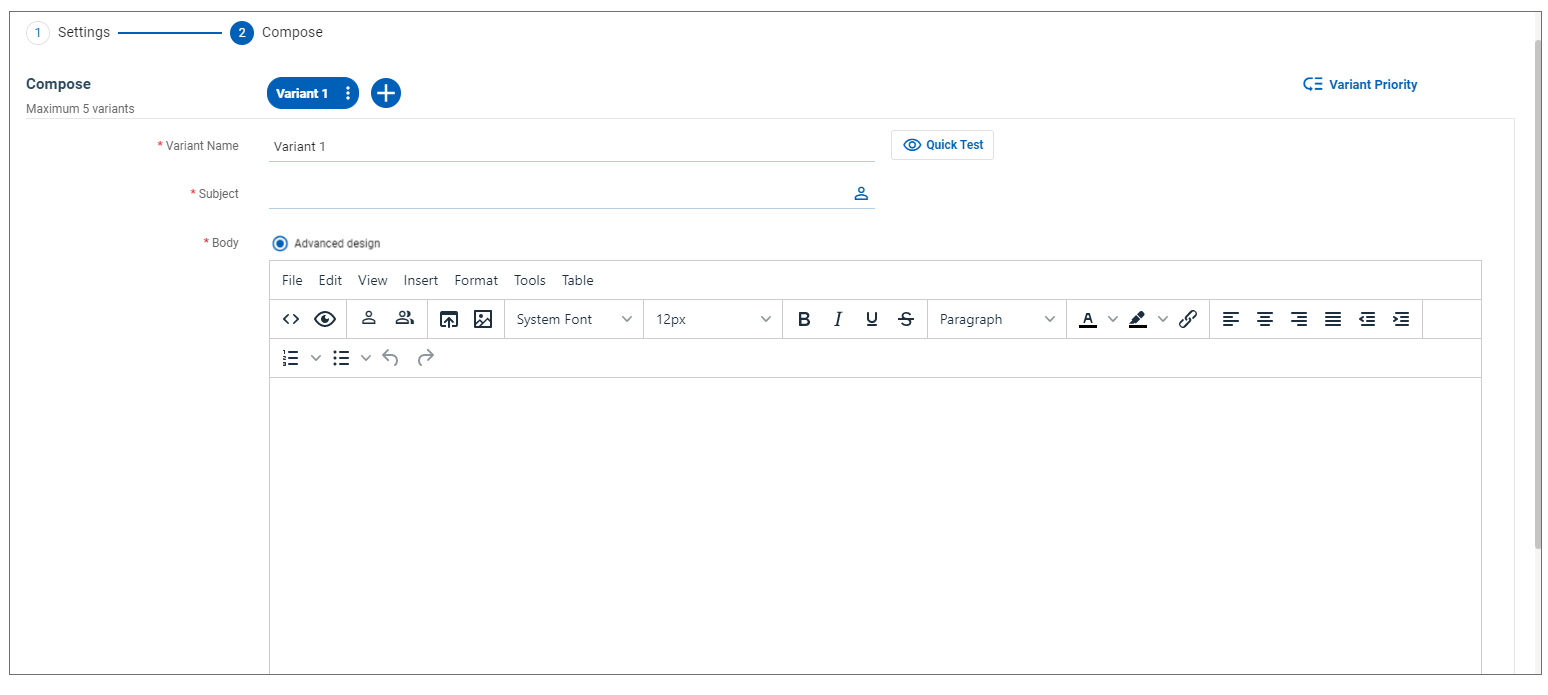 1 Settings 2 Compose
Compose
Variant 1
Variant Priority
Maximum 5 variants
* Variant Name Variant 1
Quick Test
* Subject
* Body Advanced design
File Edit View Insert Format Tools Table
System Font 12px B I U S Paragraph A